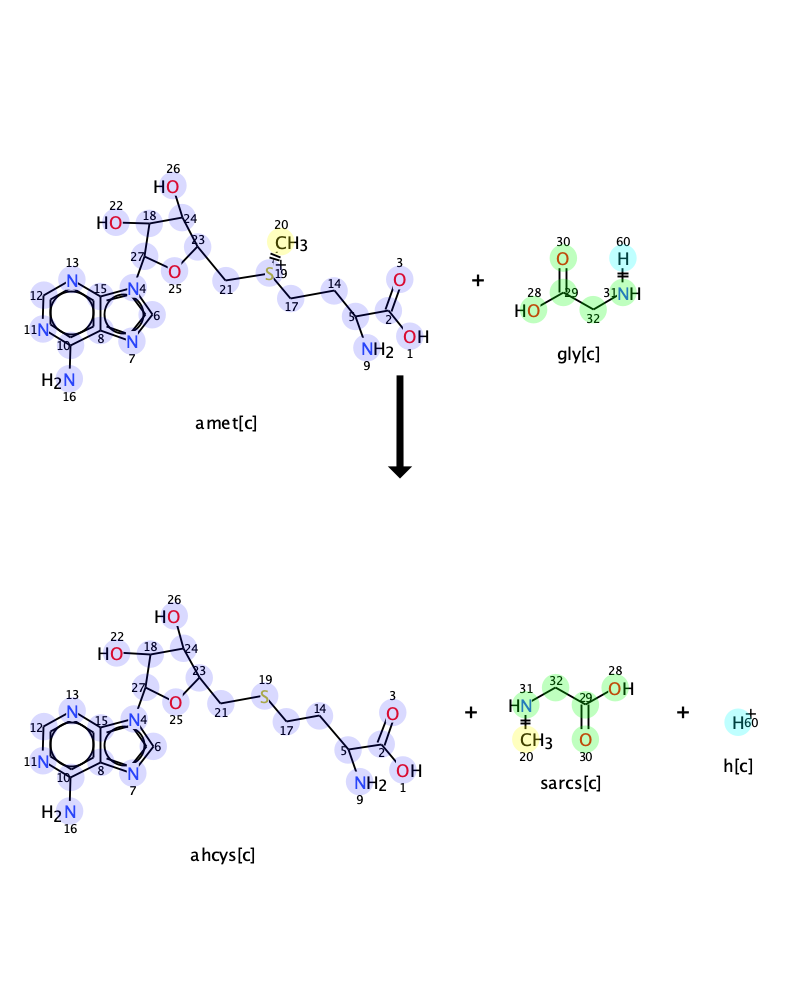 26
HO
22
HO 18 24
20
CH3
23
27
O
25
S
+
19
21
13
N
12
15
N
4
11 N
10
8
6
N
7
H2N
16
17
14
5
2
3
O
OH
1
NH2
9
amet[c]
+
30
O
60
H
28
HO
29
32
31
NH
gly[c]
26
HO
22
HO 18 24
23
27
O
25
19
S
21
13
N
12
15
N
4
11 N
10
8
6
N
7
H2N
16
17
14
5
2
3
O
OH
1
NH2
9
ahcys[c]
+
31
HN
32
29
28
OH
CH3
20
O
30
sarcs[c]
+
H+
60
h[c]